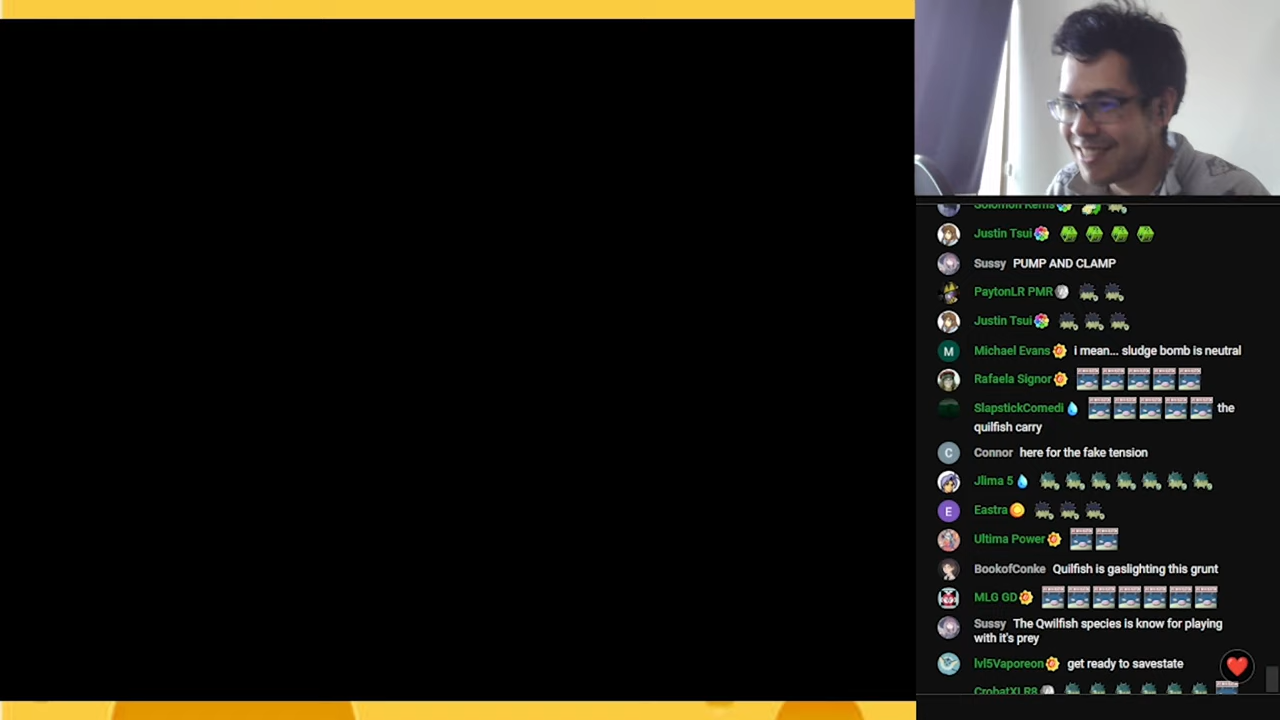 Solomon Kems
Justin Tsui
Sussy PUMP AND CLAMP
PaytonLR PMR
Justin Tsui
M Michael Evans i mean... sludge bomb is neutral
Rafaela Signor
SlapstickComedi the
quilfish carry
C Connor here for the fake tension
Jlima 5
E Eastra
Ultima Power
BookofConke Quilfish is gaslighting this grunt
MLG GD
Sussy The Qwilfish species is know for playing
with it's prey
lvl5Vaporeon get ready to savestate
CrobatXLR8